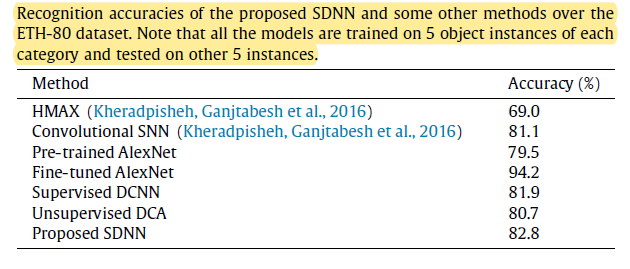 Recognition accuracies of the proposed SDNN and some other methods over the
ETH-80 dataset. Note that all the models are trained on 5 object instances of each
category and tested on other 5 instances.
Method Accuracy (%)
HMAX (Kheradpisheh, Ganjtabesh et al., 2016) 69.0
Convolutional SNN (Kheradpisheh, Ganjtabesh et al., 2016) 81.1
Pre-trained AlexNet 79.5
Fine-tuned AlexNet 94.2
Supervised DCNN 81.9
Unsupervised DCA 80.7
Proposed SDNN 82.8